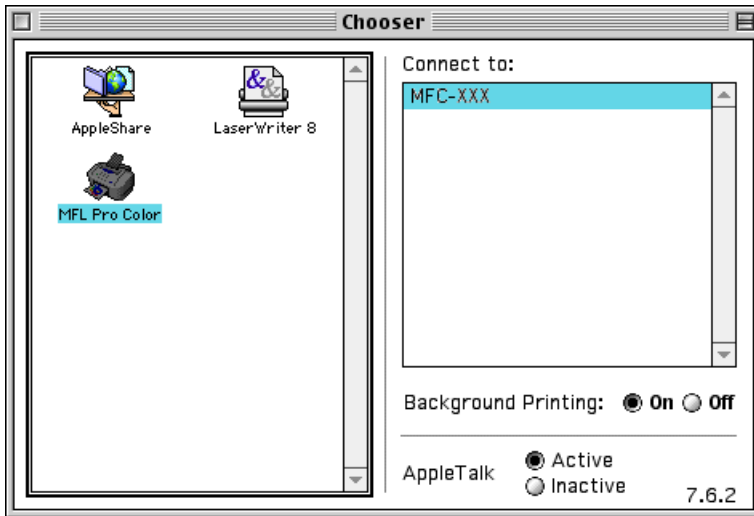 Chooser
AppleShare
LaserWriter 8
MFL Pro Color
Connect to:
MFC-XXX
Background Printing: On Off
AppleTalk
Active
Inactive
7.6.2